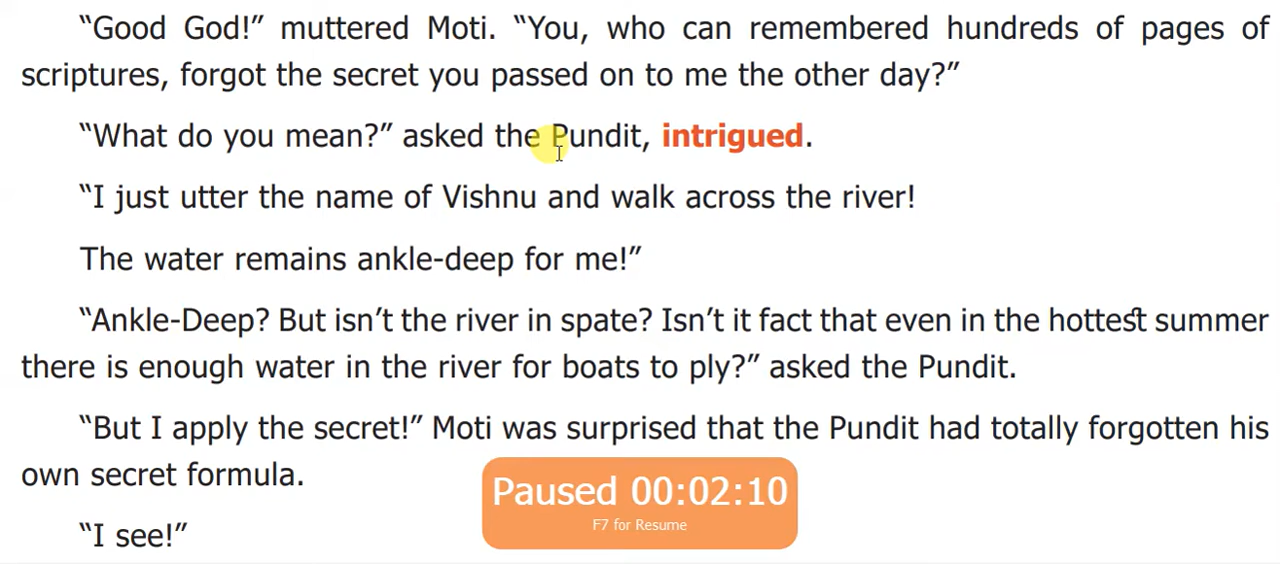 “Good God!” muttered Moti. “You, who can remembered hundreds of pages of
scriptures, forgot the secret you passed on to me the other day?”
“What do you mean?” asked the Pundit, intrigued.
“I just utter the name of Vishnu and walk across the river!
The water remains ankle-deep for me!”
“Ankle-Deep? But isn’t the river in spate? Isn’t it fact that even in the hottest summer
there is enough water in the river for boats to ply?” asked the Pundit.
“But I apply the secret!” Moti was surprised that the Pundit had totally forgotten his
own secret formula.
Paused 00:02:10
F7 for Resume
“I see!”